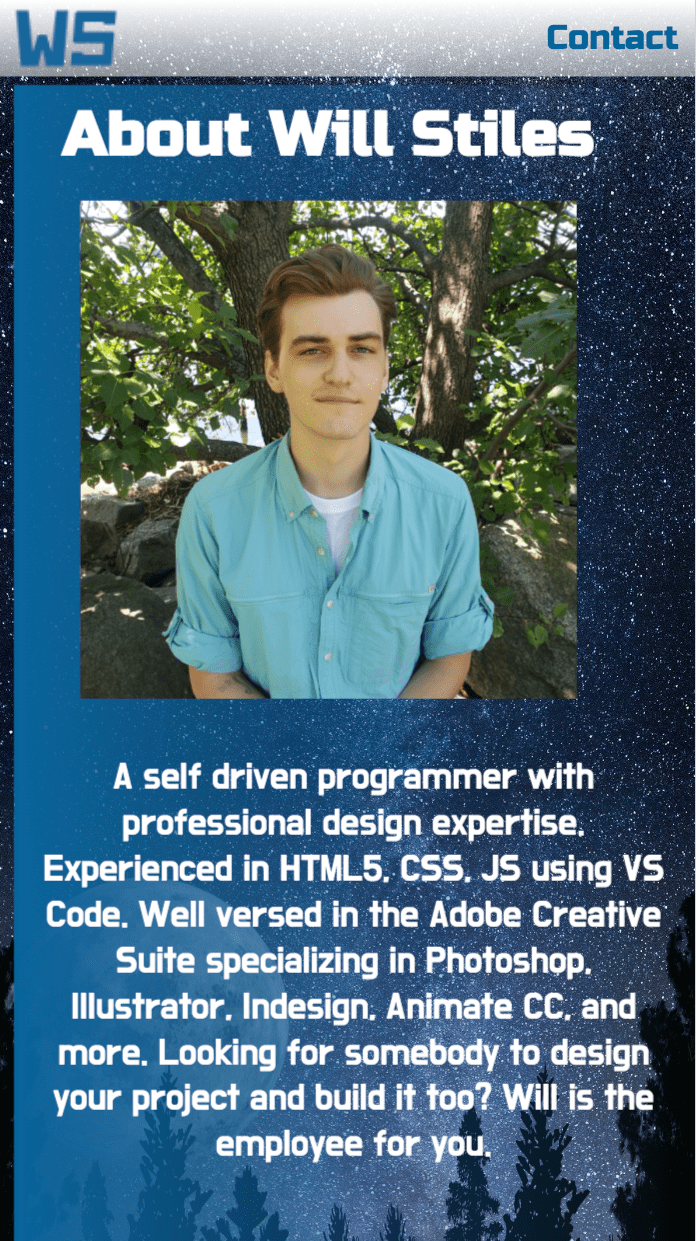 WS
Contact
About Will Stiles
A self driven programmer with
professional design expertise.
Experienced in HTML5, CSS, JS using VS
Code. Well versed in the Adobe Creative
Suite specializing in Photoshop,
Illustrator, Indesign, Animate CC, and
more. Looking for somebody to design
your project and build it too? Will is the
employee for you.